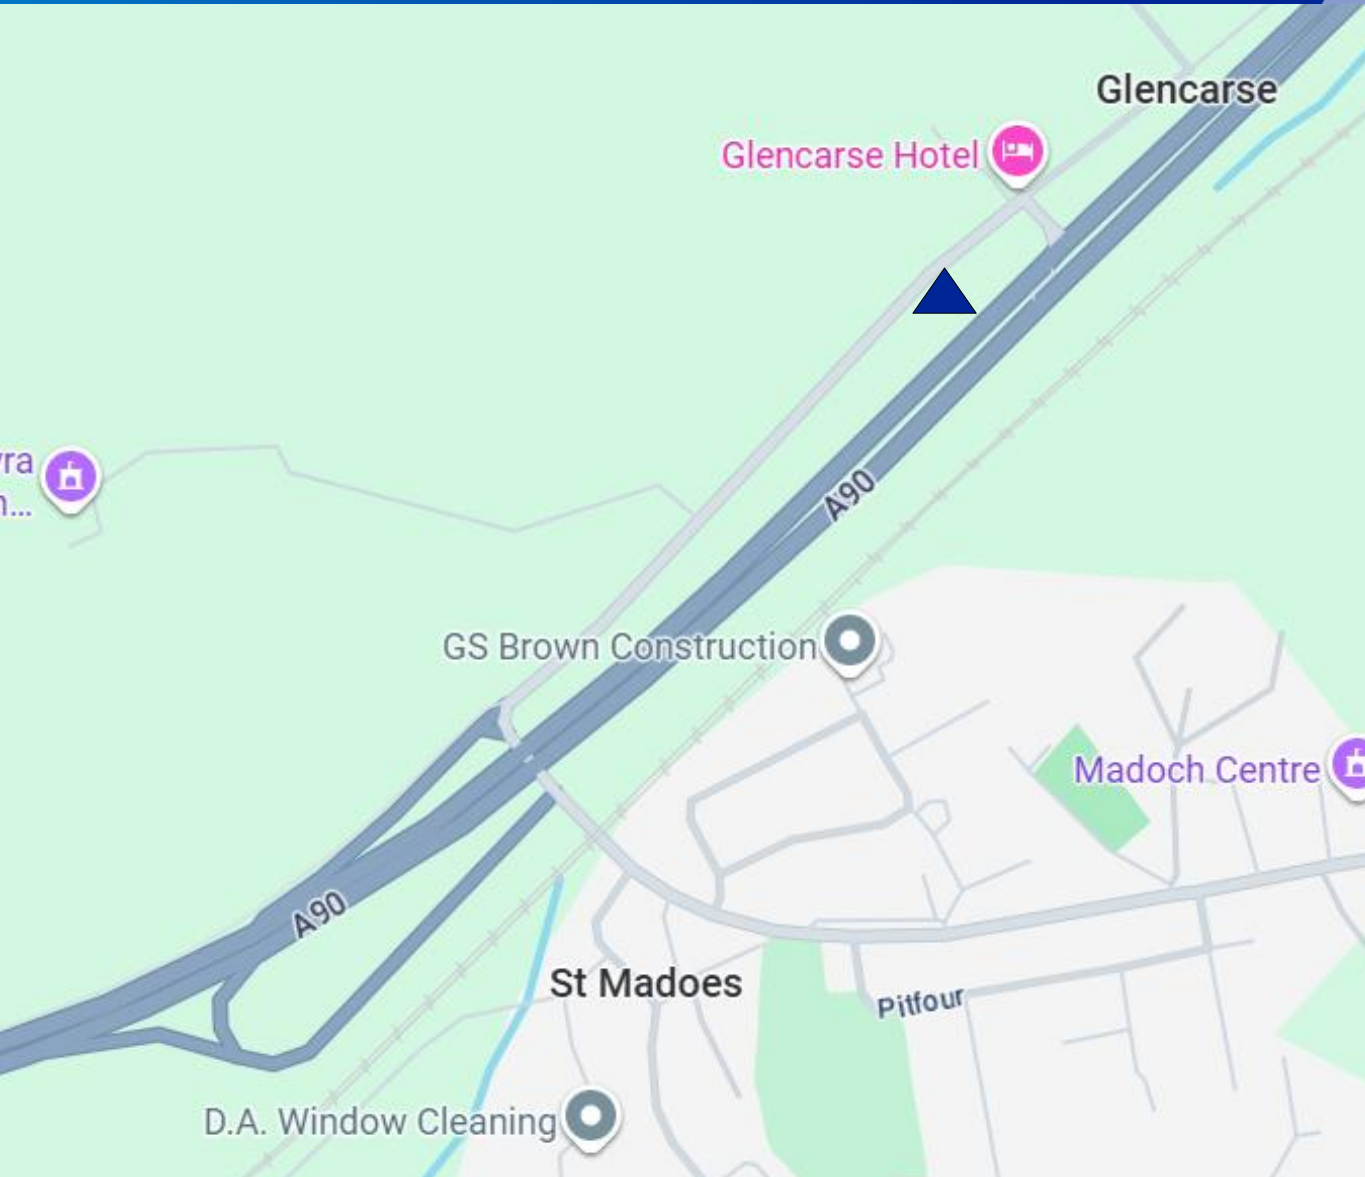 Glencarse
Glencarse Hotel
A90
GS Brown Construction
Madoch Centre
A90
St Madoes
Pitfour
D.A. Window Cleaning